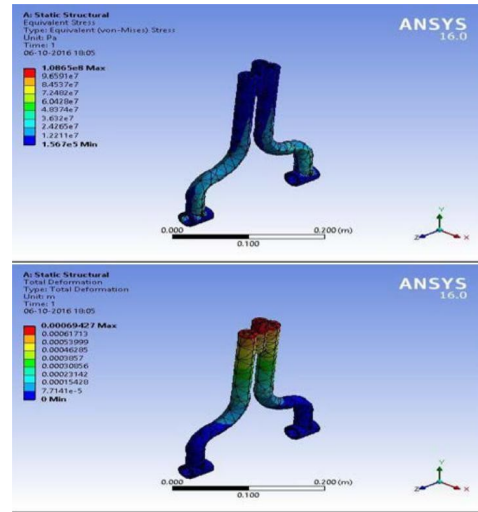 A: Static Structural
Equivalent Stress
Type: Equivalent (von-Mises) Stress
Unit: Pa
Time: 1
06-10-2016 18:05
ANSYS
16.0
1.0865e8 Max
9.6591e7
8.4537e7
7.2482e7
6.0428e7
4.8374e7
3.632e7
2.4265e7
1.2211e7
1.567e5 Min
0.000
0.200 (m)
0.100
Y
Z
X
A: Static Structural
Total Deformation
Type: Total Deformation
Unit: m
Time: 1
06-10-2016 18:05
ANSYS
16.0
0.00069427 Max
0.00061713
0.00053999
0.00046285
0.0003857
0.00030856
0.00023142
0.00015428
7.7141e-5
0 Min
0.000
0.200 (m)
0.100
Y
Z
X